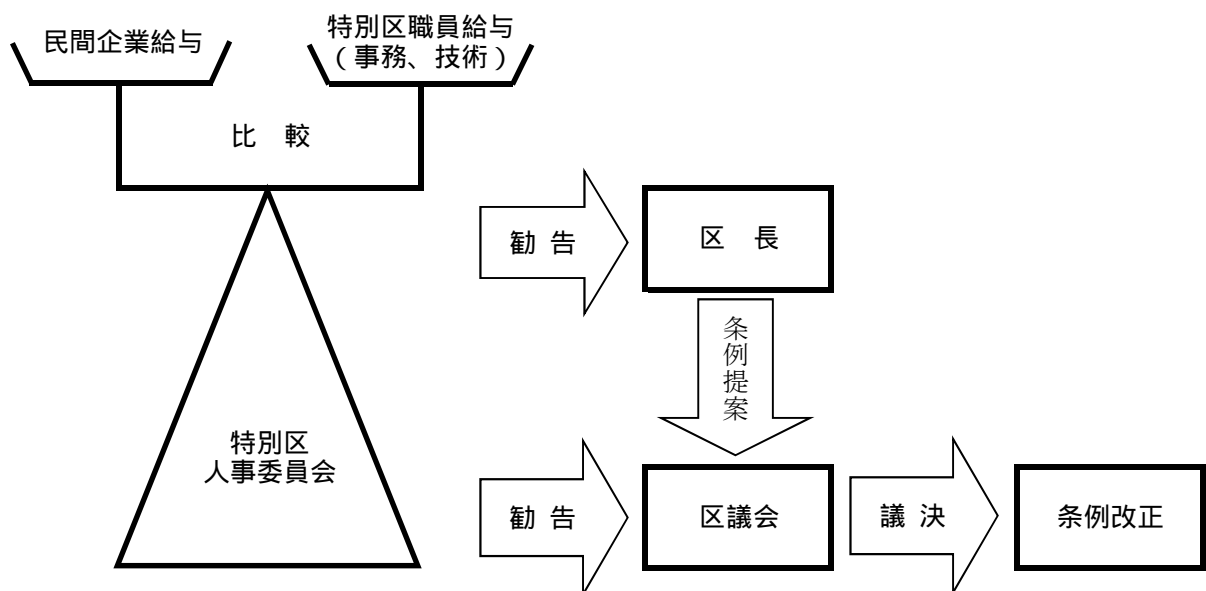 民間企業給与
特別区職員給与
（事務、技術）
比　較
勧 告
区　長
条例提案
特別区
人事委員会
勧 告
区議会
議 決
条例改正